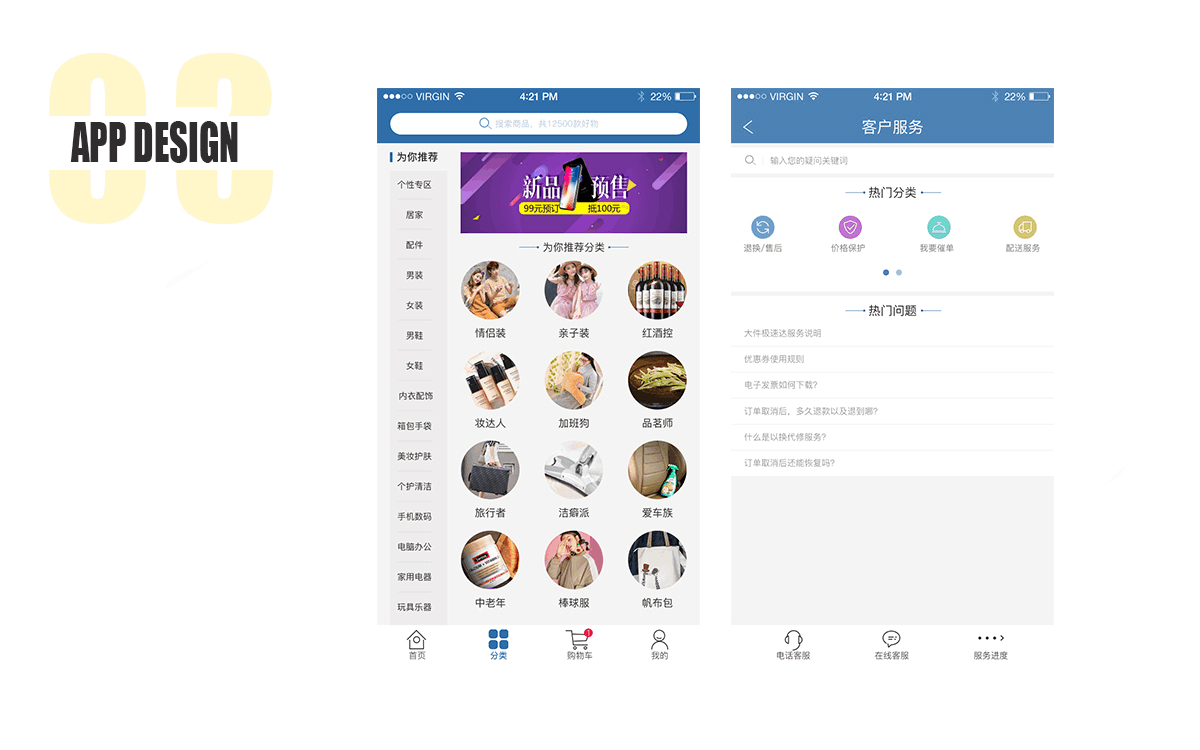 03
APP DESIGN
VIRGIN 4:21 PM 22%
搜索商品，共12500款好物
为你推荐
个性专区
居家
配件
男装
女装
男鞋
女鞋
内衣配饰
箱包手袋
美妆护肤
个护清洁
手机数码
电脑办公
家用电器
玩具乐器
新品 预售
99元预订 抵100元
为你推荐分类
情侣装 亲子装 红酒控
妆达人 加班狗 品茗师
旅行者 洁癖派 爱车族
中老年 棒球服 帆布包
1
首页 分类 购物车 我的
VIRGIN 4:21 PM 22%
客户服务
输入您的疑问关键词
热门分类
退换/售后 价格保护 我要催单 配送服务
热门问题
大件极速达服务说明
优惠券使用规则
电子发票如何下载?
订单取消后，多久退款以及退到哪?
什么是以换代修服务?
订单取消后还能恢复吗?
电话客服 在线客服 服务进度